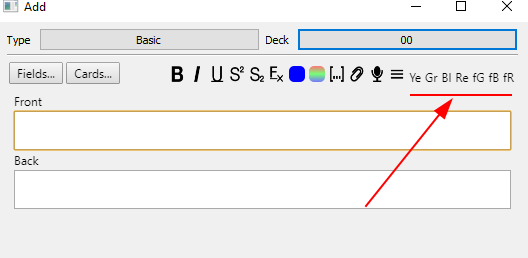 Add
Type Basic Deck 00
Fields... Cards... B I U S² S₂ Eₓ [...] Ye Gr Bl Re fG fB fR
Front
Back